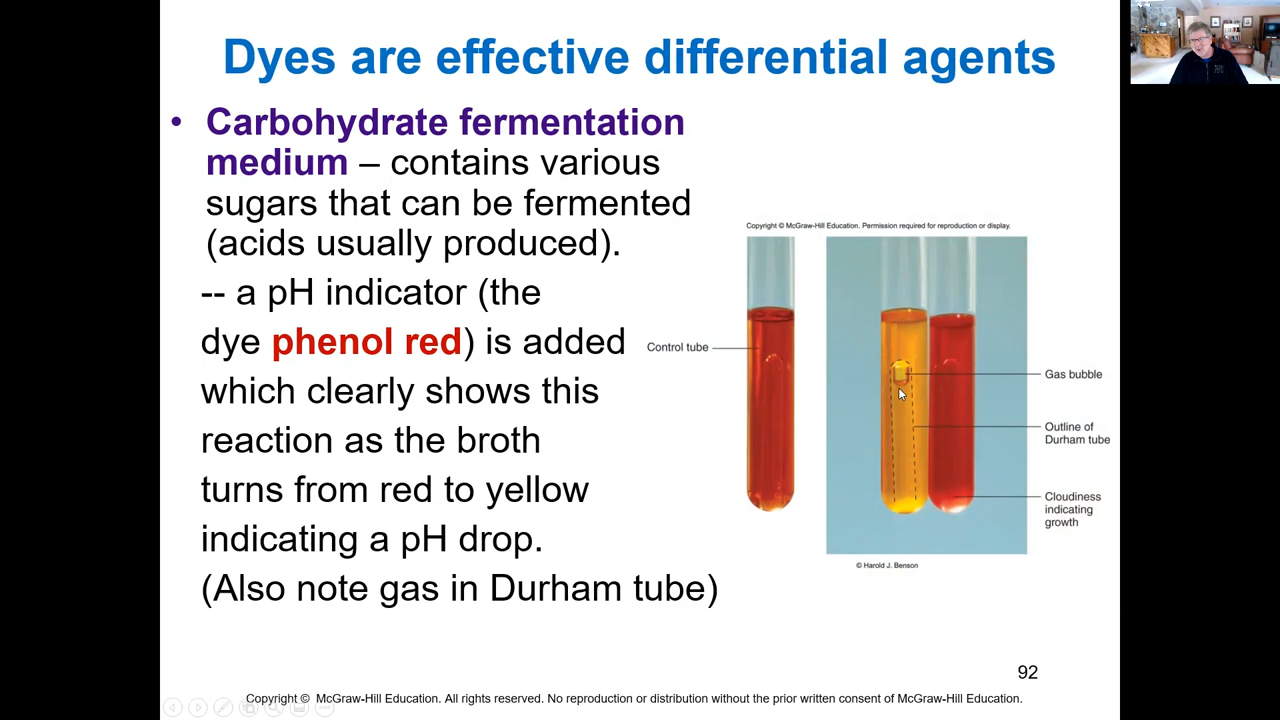 Dyes are effective differential agents
• Carbohydrate fermentation
medium – contains various
sugars that can be fermented
(acids usually produced).
-- a pH indicator (the
dye phenol red) is added
which clearly shows this
reaction as the broth
turns from red to yellow
indicating a pH drop.
(Also note gas in Durham tube)
Copyright © McGraw-Hill Education. Permission required for reproduction or display.
Control tube
Gas bubble
Outline of
Durham tube
Cloudiness
indicating
growth
© Harold J. Benson
92
Copyright © McGraw-Hill Education. All rights reserved. No reproduction or distribution without the prior written consent of McGraw-Hill Education.